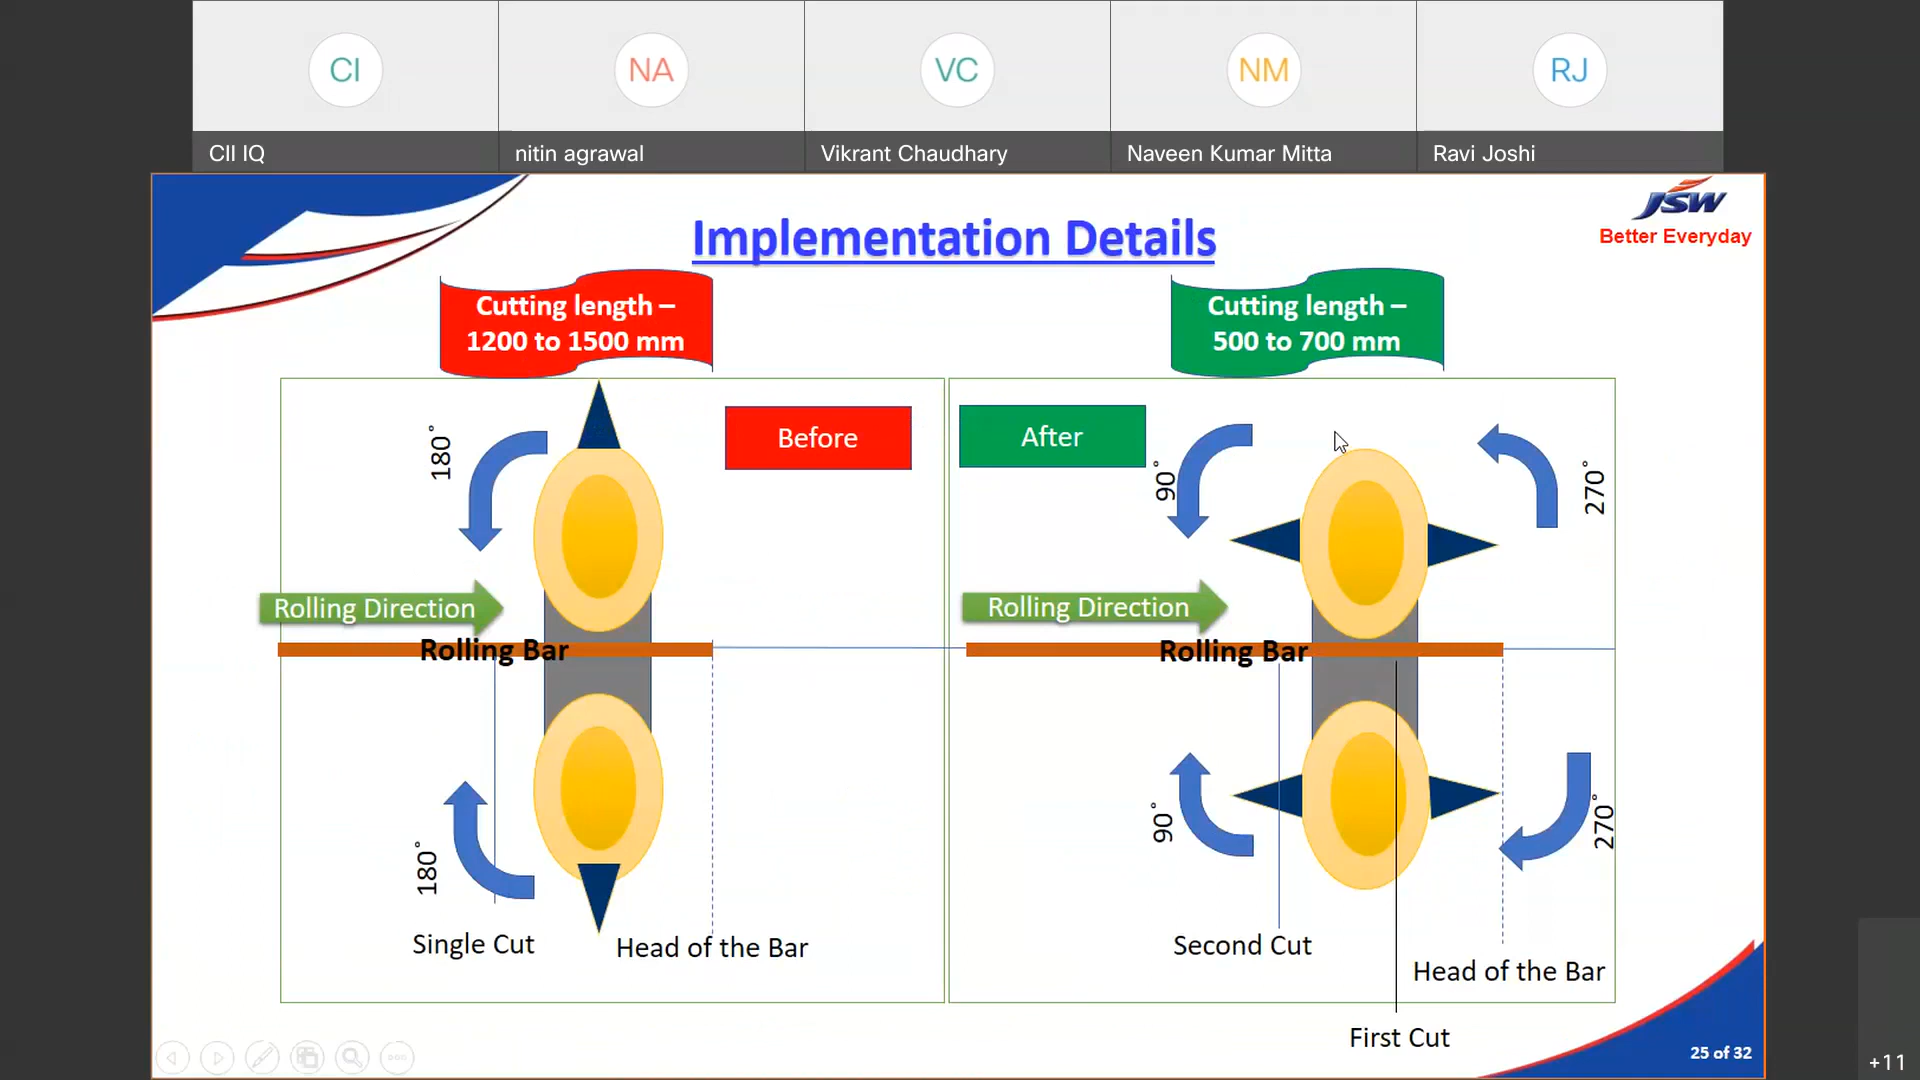 CI
NA
VC
NM
RJ
CII IQ
nitin agrawal
Vikrant Chaudhary
Naveen Kumar Mitta
Ravi Joshi
JSW
Better Everyday
Implementation Details
Cutting length –
1200 to 1500 mm
Cutting length –
500 to 700 mm
Before
After
180°
90°
270°
Rolling Direction
Rolling Direction
Rolling Bar
Rolling Bar
180°
90°
270°
Single Cut
Head of the Bar
Second Cut
Head of the Bar
First Cut
25 of 32
+11